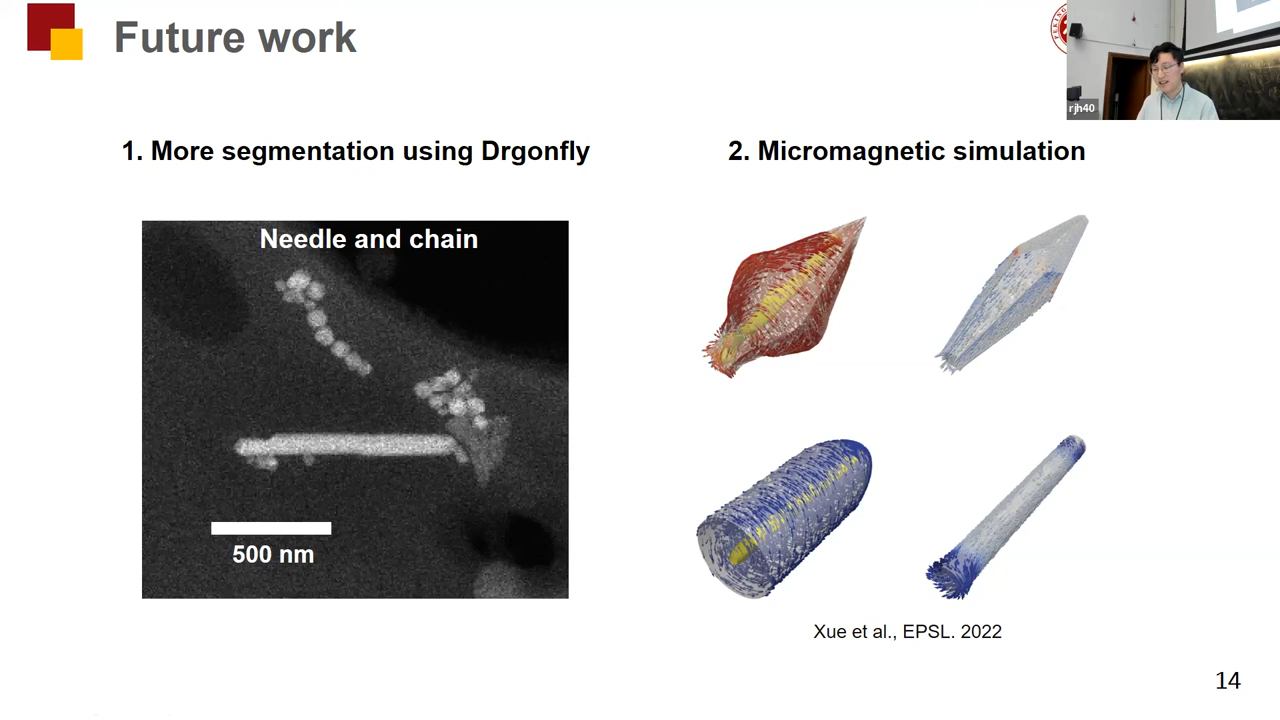 Future work
rjh40
1. More segmentation using Drgonfly
2. Micromagnetic simulation
Needle and chain
500 nm
Xue et al., EPSL. 2022
14